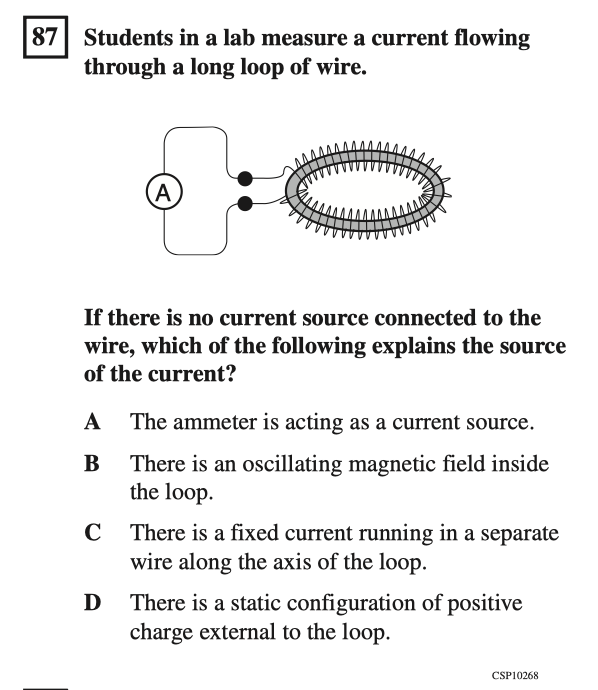 87 Students in a lab measure a current flowing
through a long loop of wire.
A
If there is no current source connected to the
wire, which of the following explains the source
of the current?
A The ammeter is acting as a current source.
B There is an oscillating magnetic field inside
the loop.
C There is a fixed current running in a separate
wire along the axis of the loop.
D There is a static configuration of positive
charge external to the loop.
CSP10268